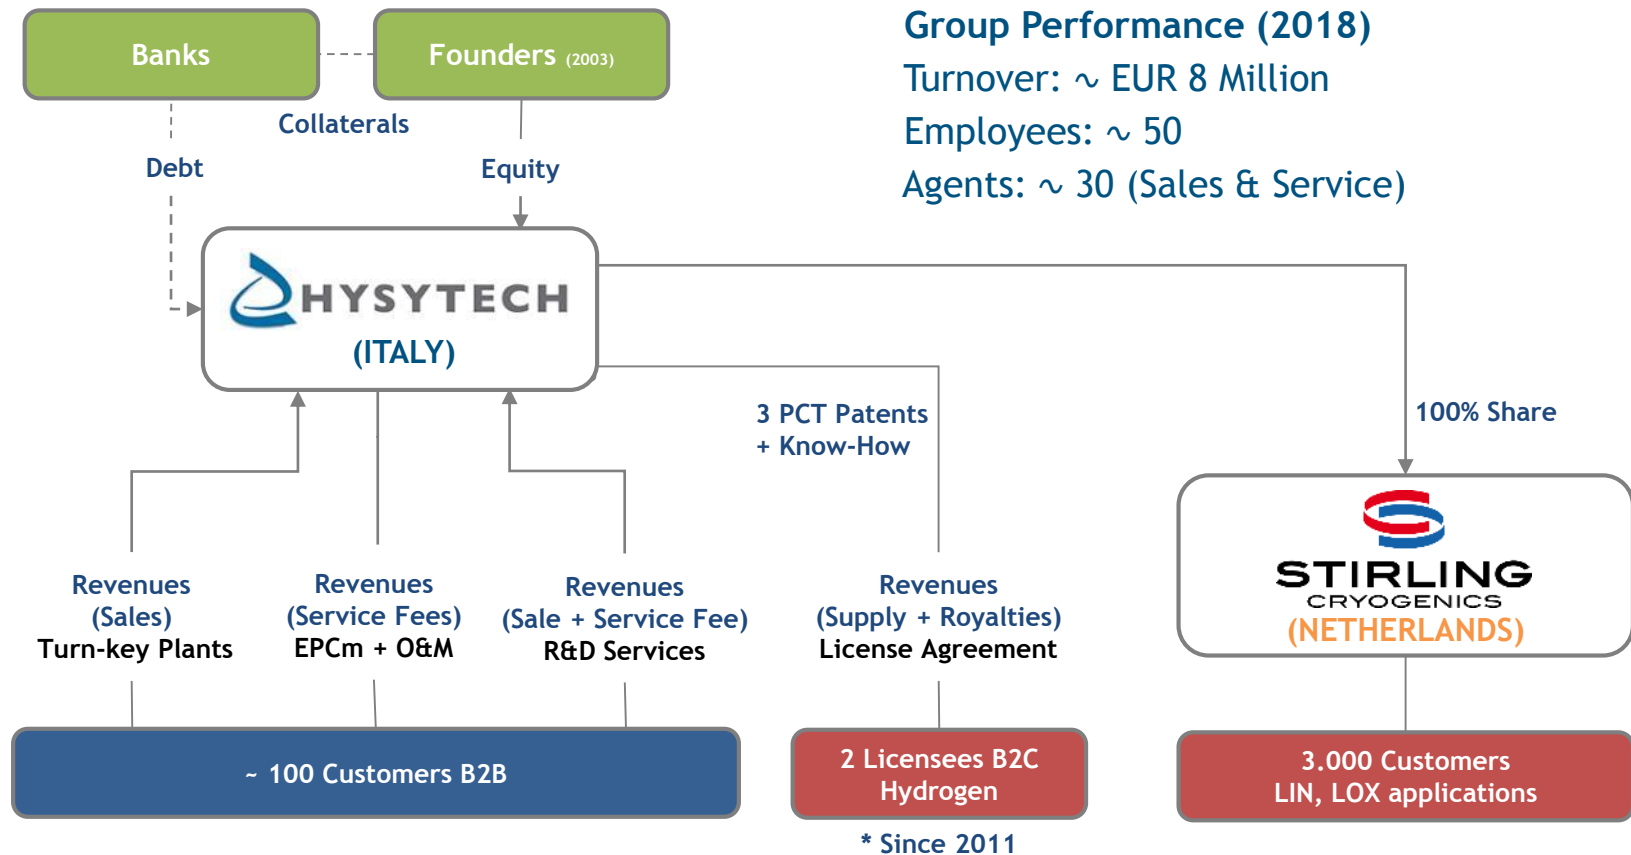 Banks
Founders (2003)
Group Performance (2018)
Turnover: ~ EUR 8 Million
Employees: ~ 50
Agents: ~ 30 (Sales & Service)
Collaterals
Debt
Equity
HYSYTECH
(ITALY)
3 PCT Patents
+ Know-How
100% Share
STIRLING
CRYOGENICS
(NETHERLANDS)
Revenues
(Sales)
Turn-key Plants
Revenues
(Service Fees)
EPCm + O&M
Revenues
(Sale + Service Fee)
R&D Services
Revenues
(Supply + Royalties)
License Agreement
~ 100 Customers B2B
2 Licensees B2C
Hydrogen
3.000 Customers
LIN, LOX applications
* Since 2011